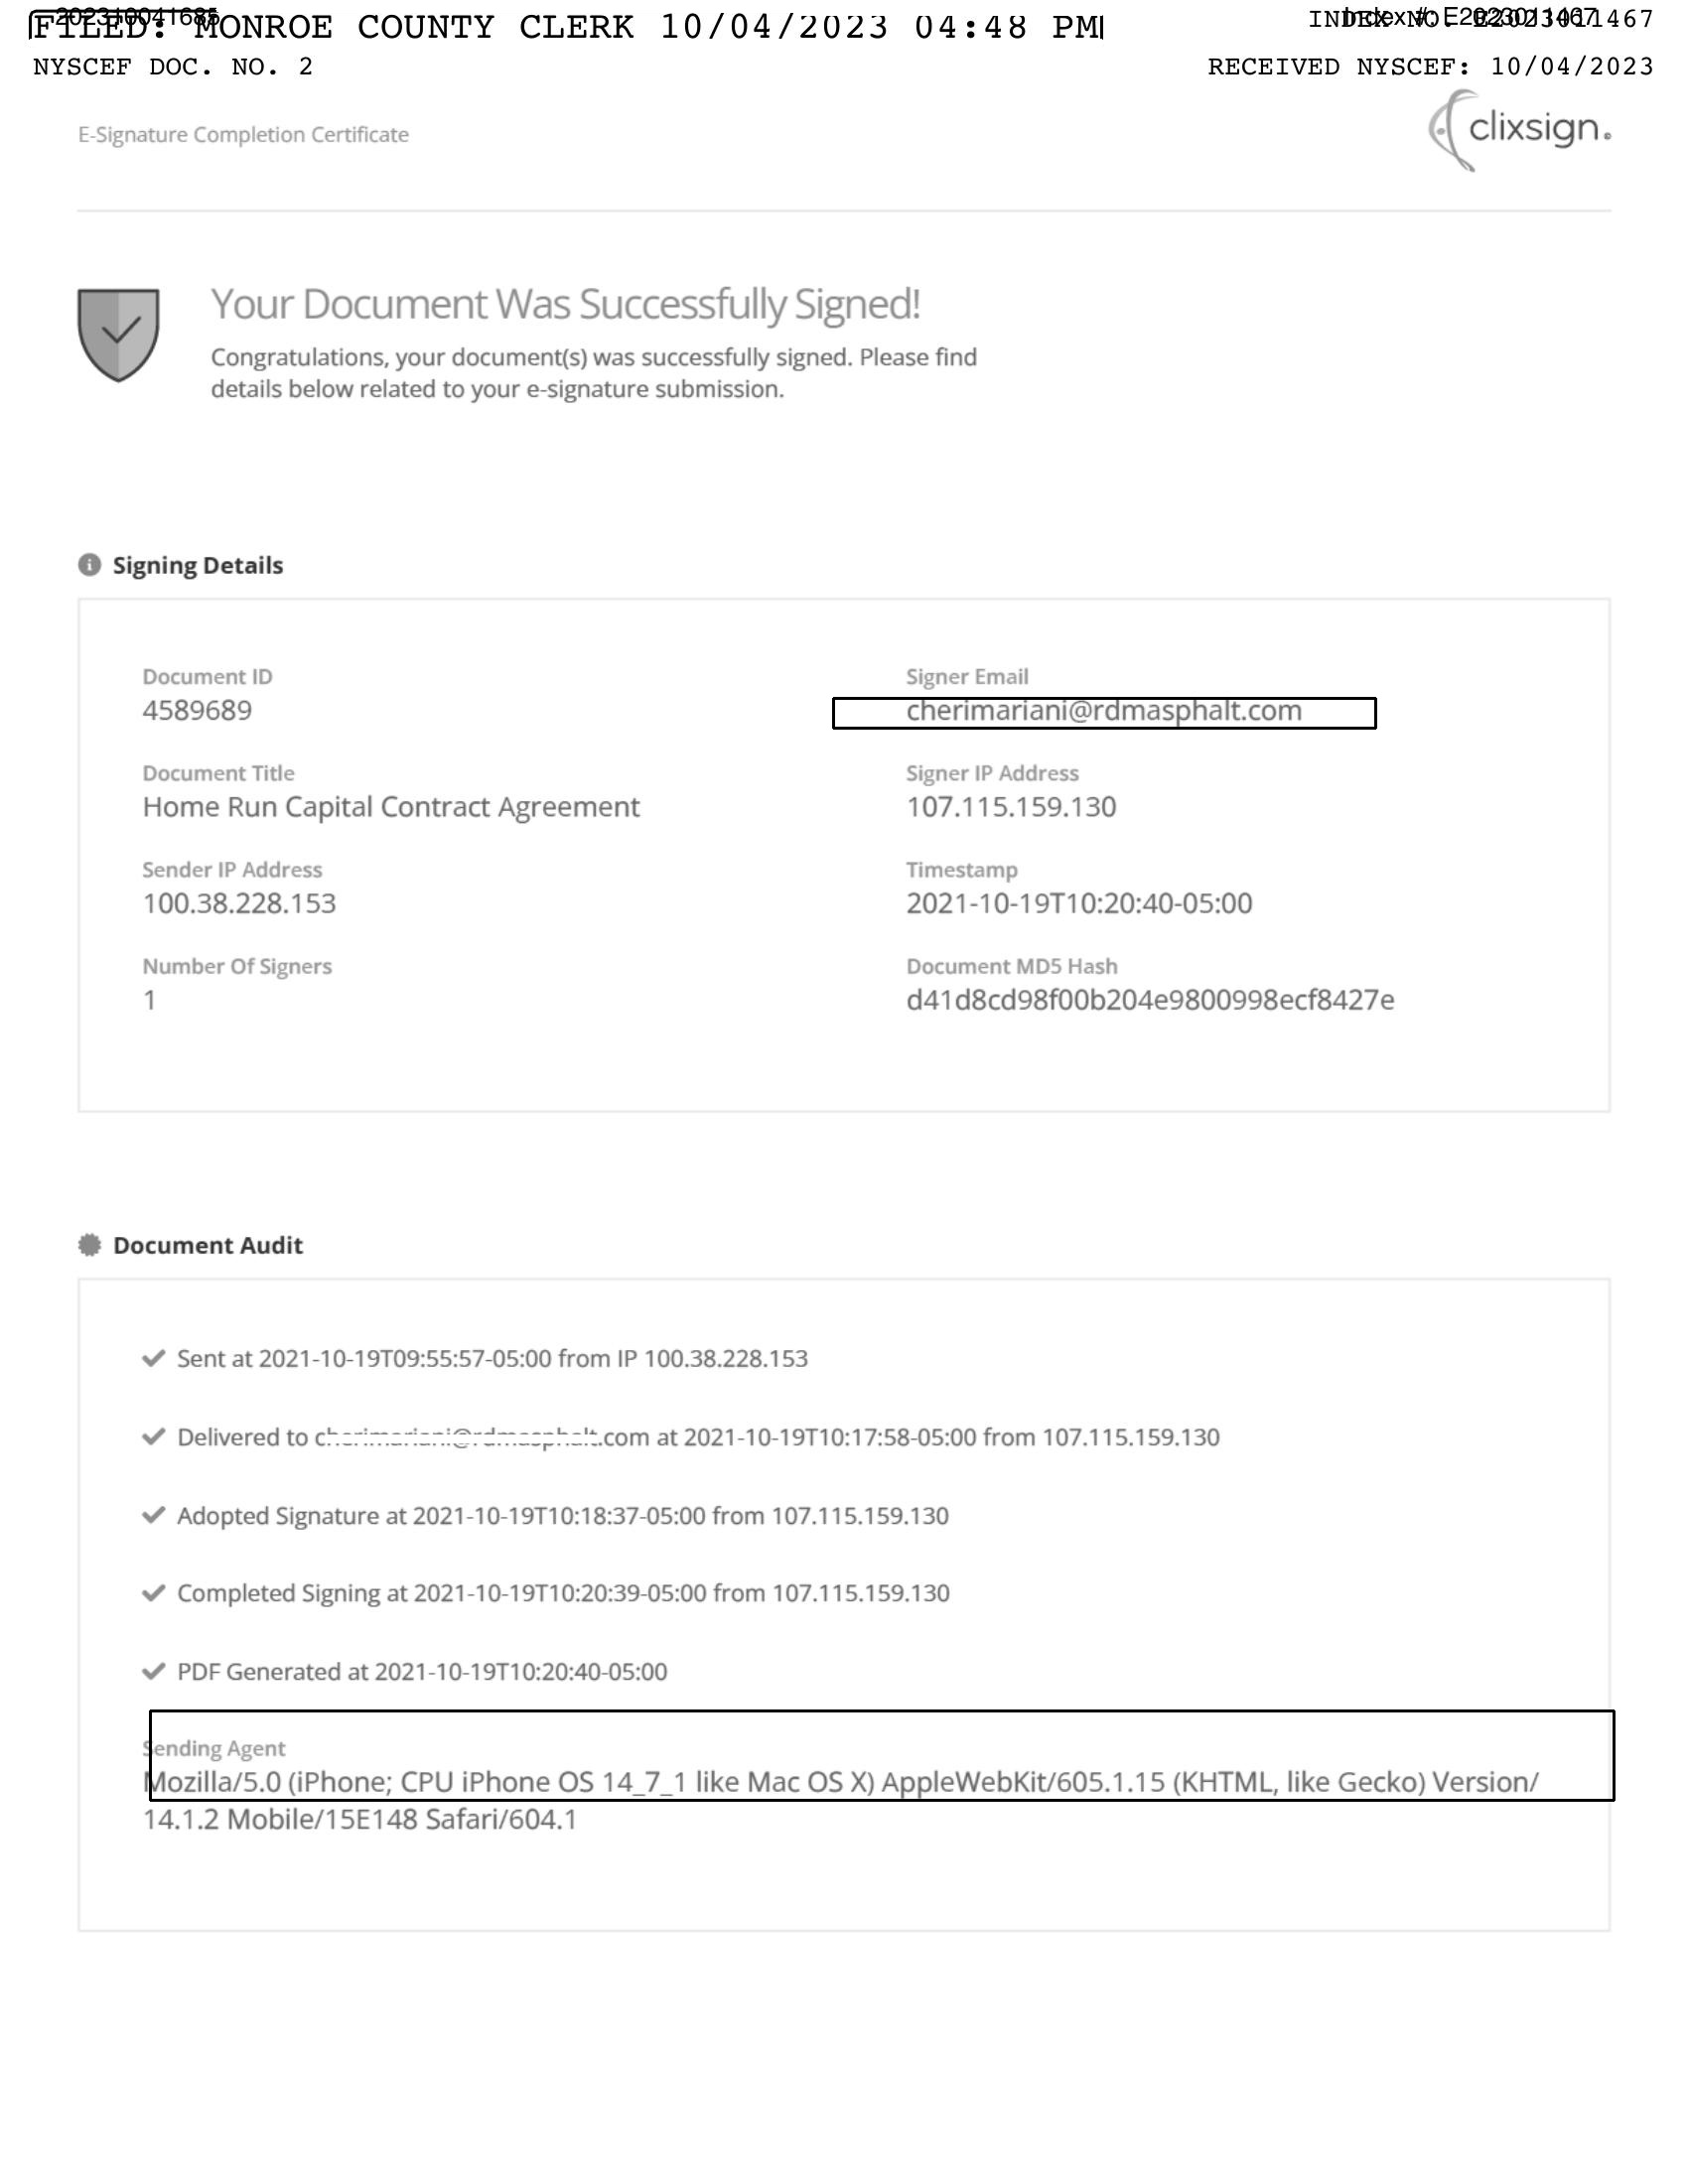 202310041685
FILED: MONROE COUNTY CLERK 10/04/2023 04:48 PM
Index #: E2023011467
INDEX NO. E2023011467
NYSCEF DOC. NO. 2
RECEIVED NYSCEF: 10/04/2023
E-Signature Completion Certificate
clixsign.
Your Document Was Successfully Signed!
Congratulations, your document(s) was successfully signed. Please find
details below related to your e-signature submission.
Signing Details
Document ID
4589689
Signer Email
cherimariani@rdmasphalt.com
Document Title
Home Run Capital Contract Agreement
Signer IP Address
107.115.159.130
Sender IP Address
100.38.228.153
Timestamp
2021-10-19T10:20:40-05:00
Number Of Signers
1
Document MD5 Hash
d41d8cd98f00b204e9800998ecf8427e
Document Audit
Sent at 2021-10-19T09:55:57-05:00 from IP 100.38.228.153
Delivered to cherimariani@rdmasphalt.com at 2021-10-19T10:17:58-05:00 from 107.115.159.130
Adopted Signature at 2021-10-19T10:18:37-05:00 from 107.115.159.130
Completed Signing at 2021-10-19T10:20:39-05:00 from 107.115.159.130
PDF Generated at 2021-10-19T10:20:40-05:00
Sending Agent
Mozilla/5.0 (iPhone; CPU iPhone OS 14_7_1 like Mac OS X) AppleWebKit/605.1.15 (KHTML, like Gecko) Version/
14.1.2 Mobile/15E148 Safari/604.1